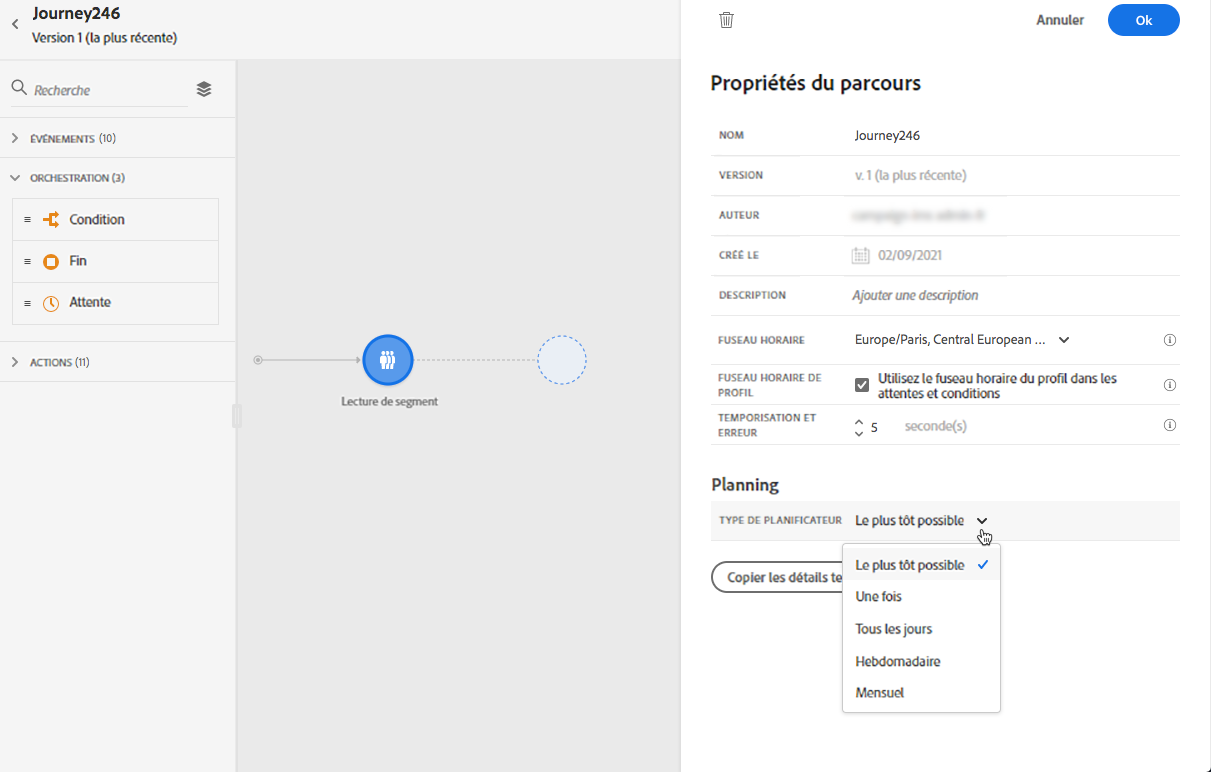 Journey246
Version 1 (la plus récente)
Recherche
ÉVÉNEMENTS (10)
ORCHESTRATION (3)
Condition
Fin
Attente
ACTIONS (11)
Lecture de segment
Annuler
Ok
Propriétés du parcours
NOM
Journey246
VERSION
v. 1 (la plus récente)
AUTEUR
CRÉÉ LE
02/09/2021
DESCRIPTION
Ajouter une description
FUSEAU HORAIRE
Europe/Paris, Central European ...
FUSEAU HORAIRE DE
PROFIL
Utilisez le fuseau horaire du profil dans les
attentes et conditions
TEMPORISATION ET
ERREUR
5
seconde(s)
Planning
TYPE DE PLANIFICATEUR
Le plus tôt possible
Copier les détails te
Le plus tôt possible
Une fois
Tous les jours
Hebdomadaire
Mensuel